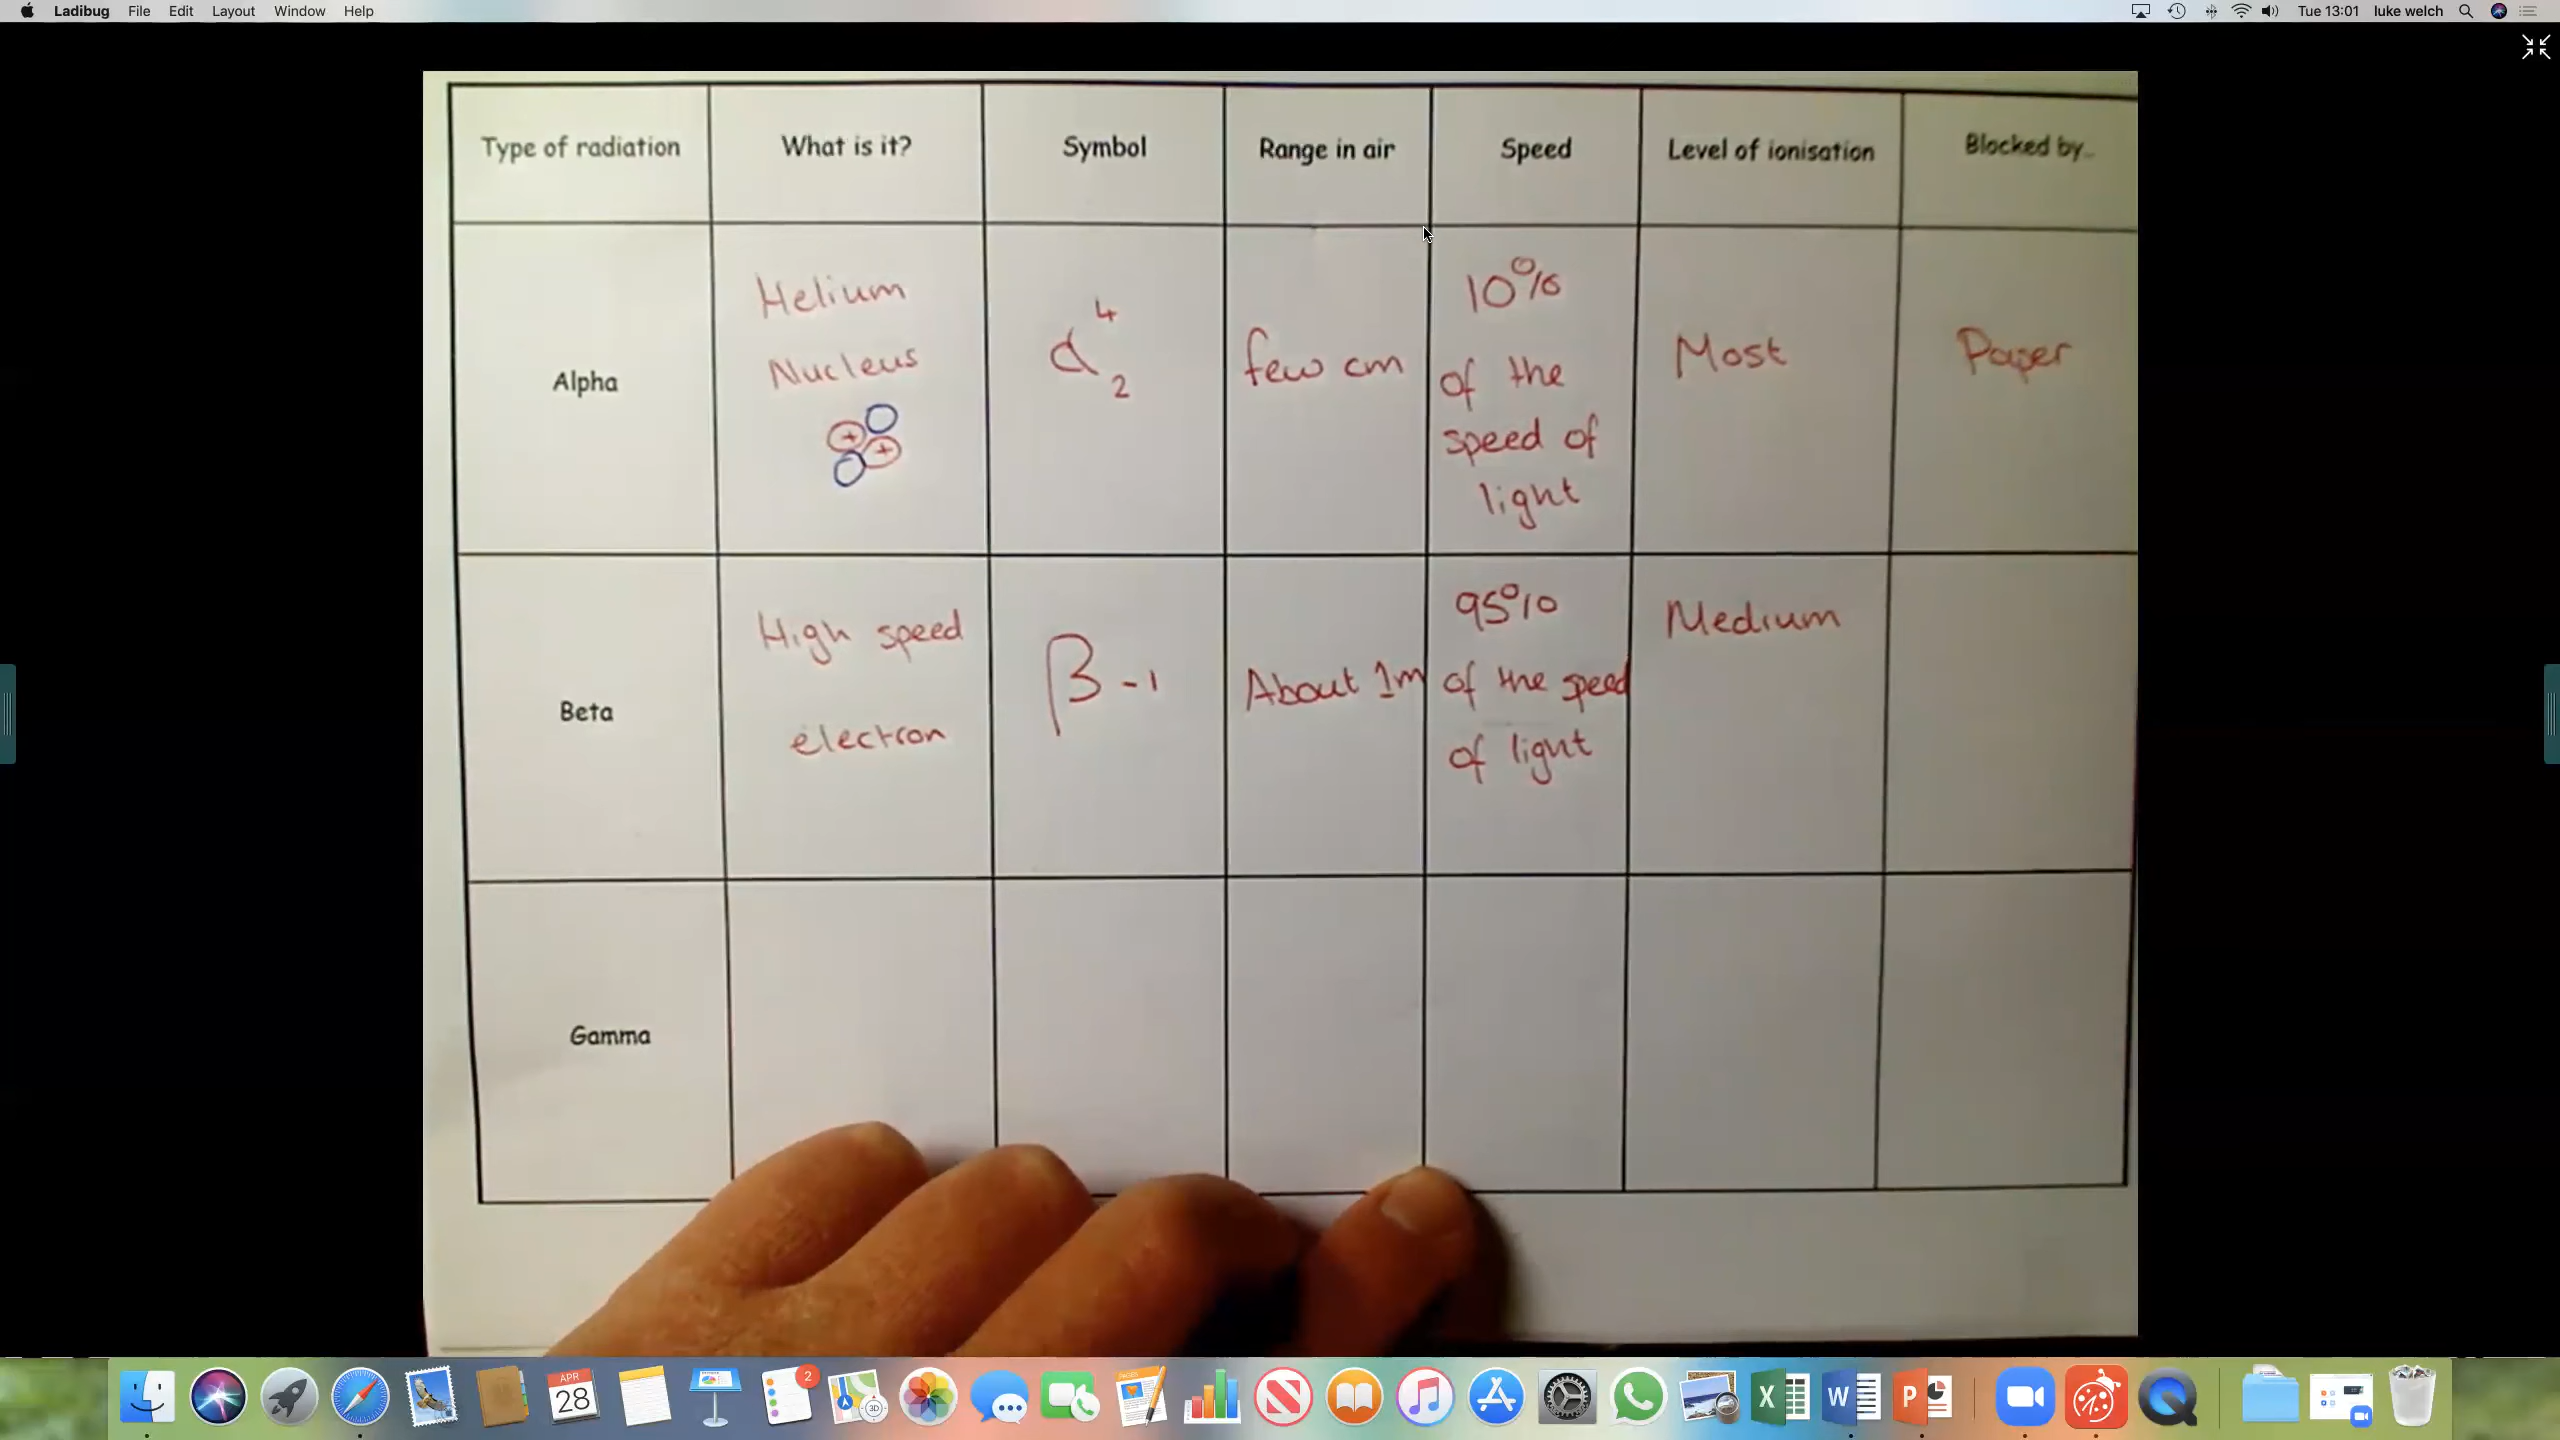 Ladibug File Edit Layout Window Help Tue 13:01 luke welch
Type of radiation What is it? Symbol Range in air Speed Level of ionisation Blocked by..
Alpha
Helium
Nucleus
+
+
α 4 2
few cm
10%
of the
speed of
light
Most
Paper
Beta
High speed
electron
β -1
About 1m
95%
of the speed
of light
Medium
Gamma
APR
28
2
3D
PAGES
X
W
P